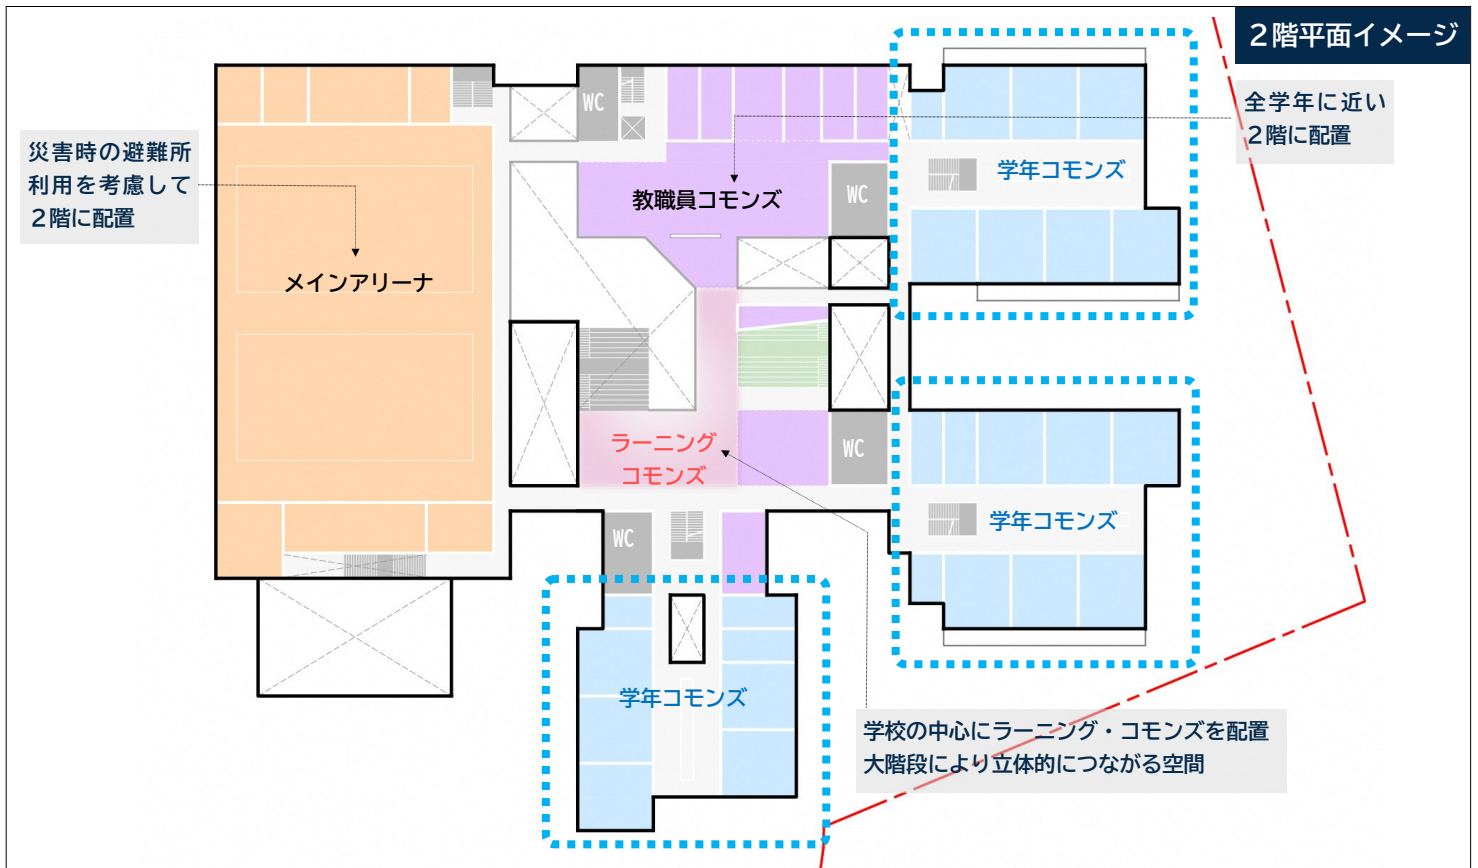 ２階平面イメージ
全学年に近い
２階に配置
災害時の避難所
利用を考慮して
２階に配置
WC
学年コモンズ
教職員コモンズ
WC
メインアリーナ
ラーニング
コモンズ
WC
学年コモンズ
WC
学年コモンズ
学校の中心にラーニング・コモンズを配置
大階段により立体的につながる空間